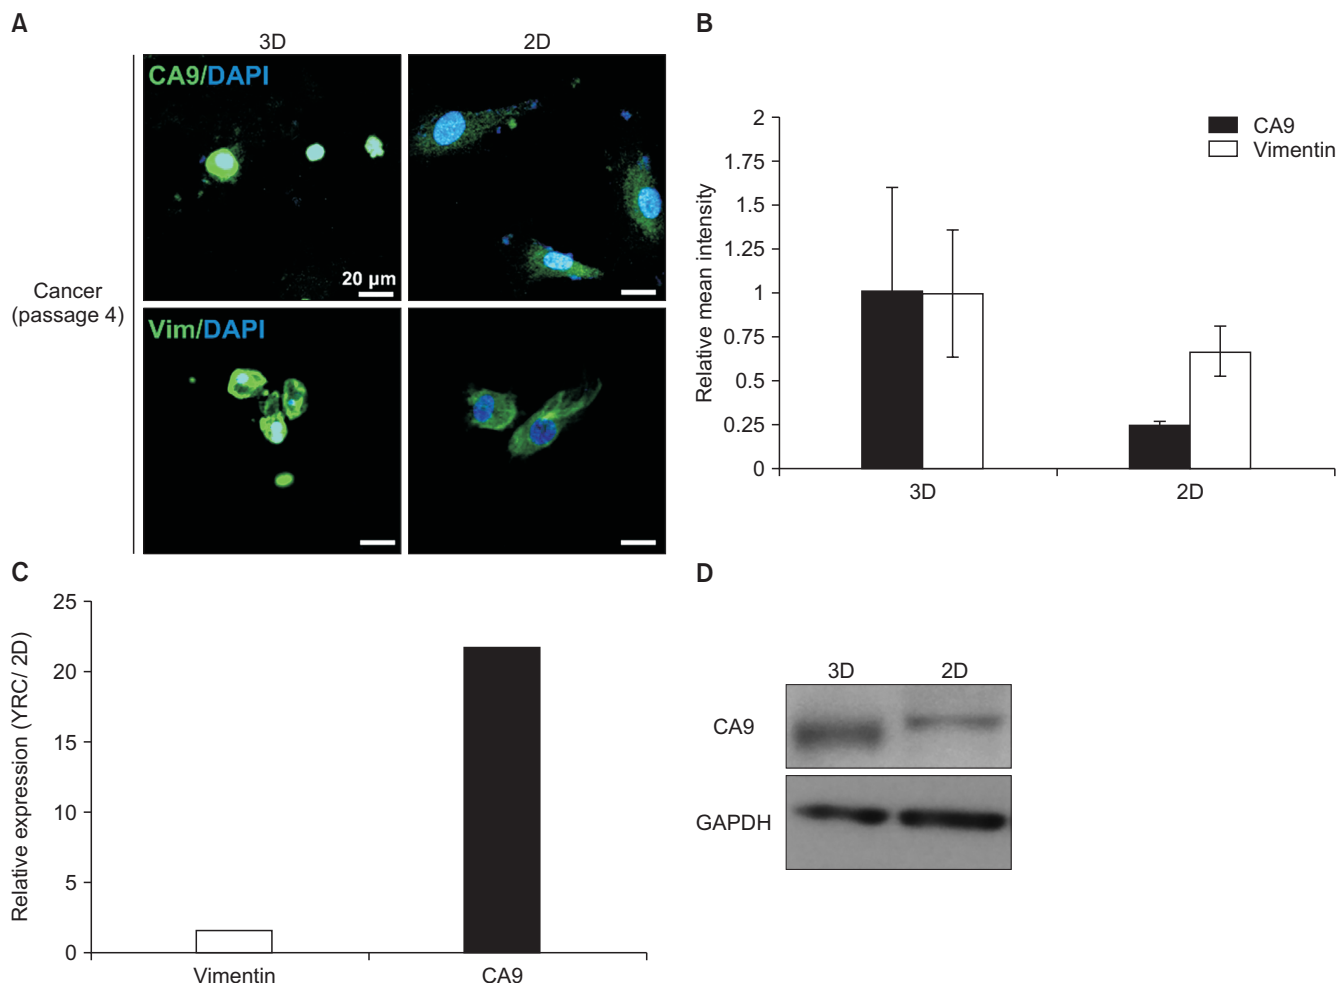 A
3D
2D
CA9/DAPI
20 µm
Cancer
(passage 4)
Vim/DAPI
B
2
1.75
1.5
1.25
1
0.75
0.5
0.25
0
Relative mean intensity
CA9
Vimentin
3D
2D
C
25
20
15
10
5
0
Relative expression (YRC/ 2D)
Vimentin
CA9
D
3D
2D
CA9
GAPDH